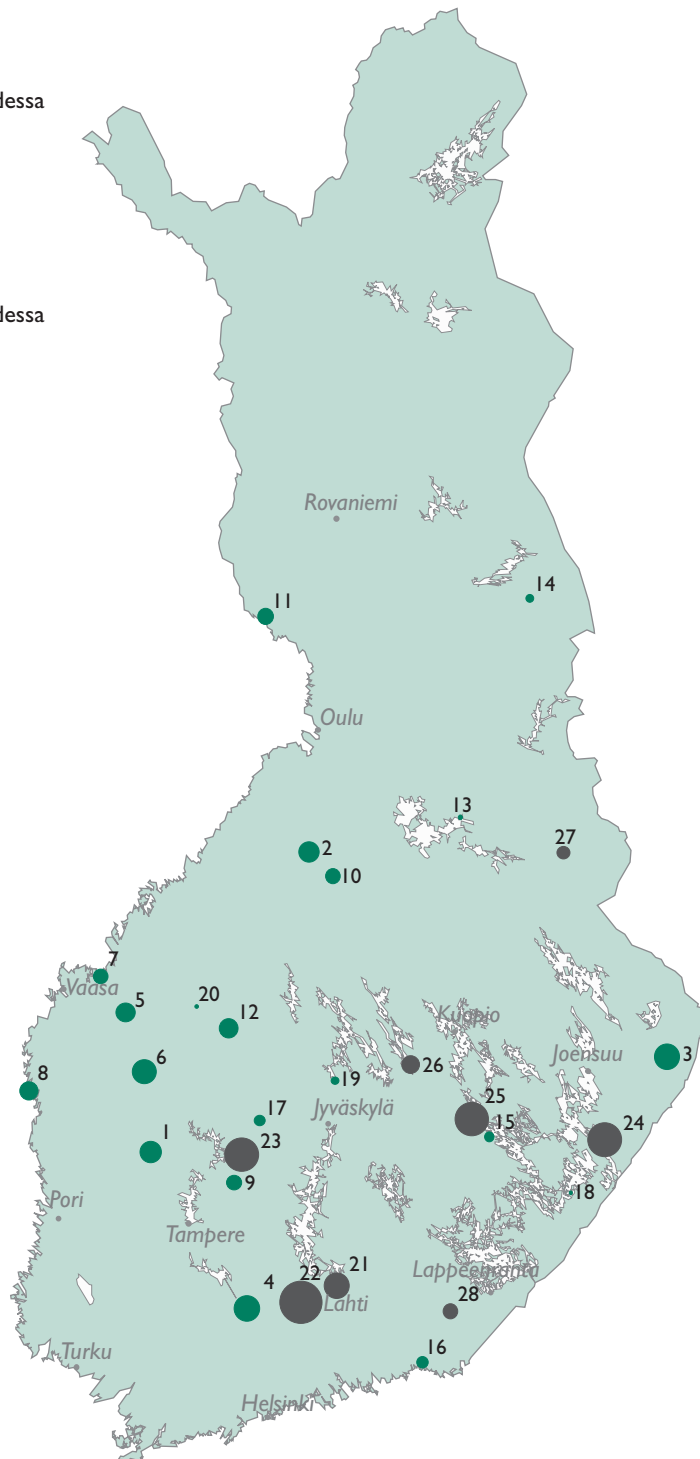 dessa
dessa
Rovaniemi
14
11
Oulu
13
27
2
10
7
Vaasa
20
5
12
Kuopio
3
Joensuu
6
26
8
19
25
Jyväskylä
17
15
24
1
23
9
18
Pori
Tampere
Lappeenranta
21
22
4
Lahti
28
16
Turku
Helsinki